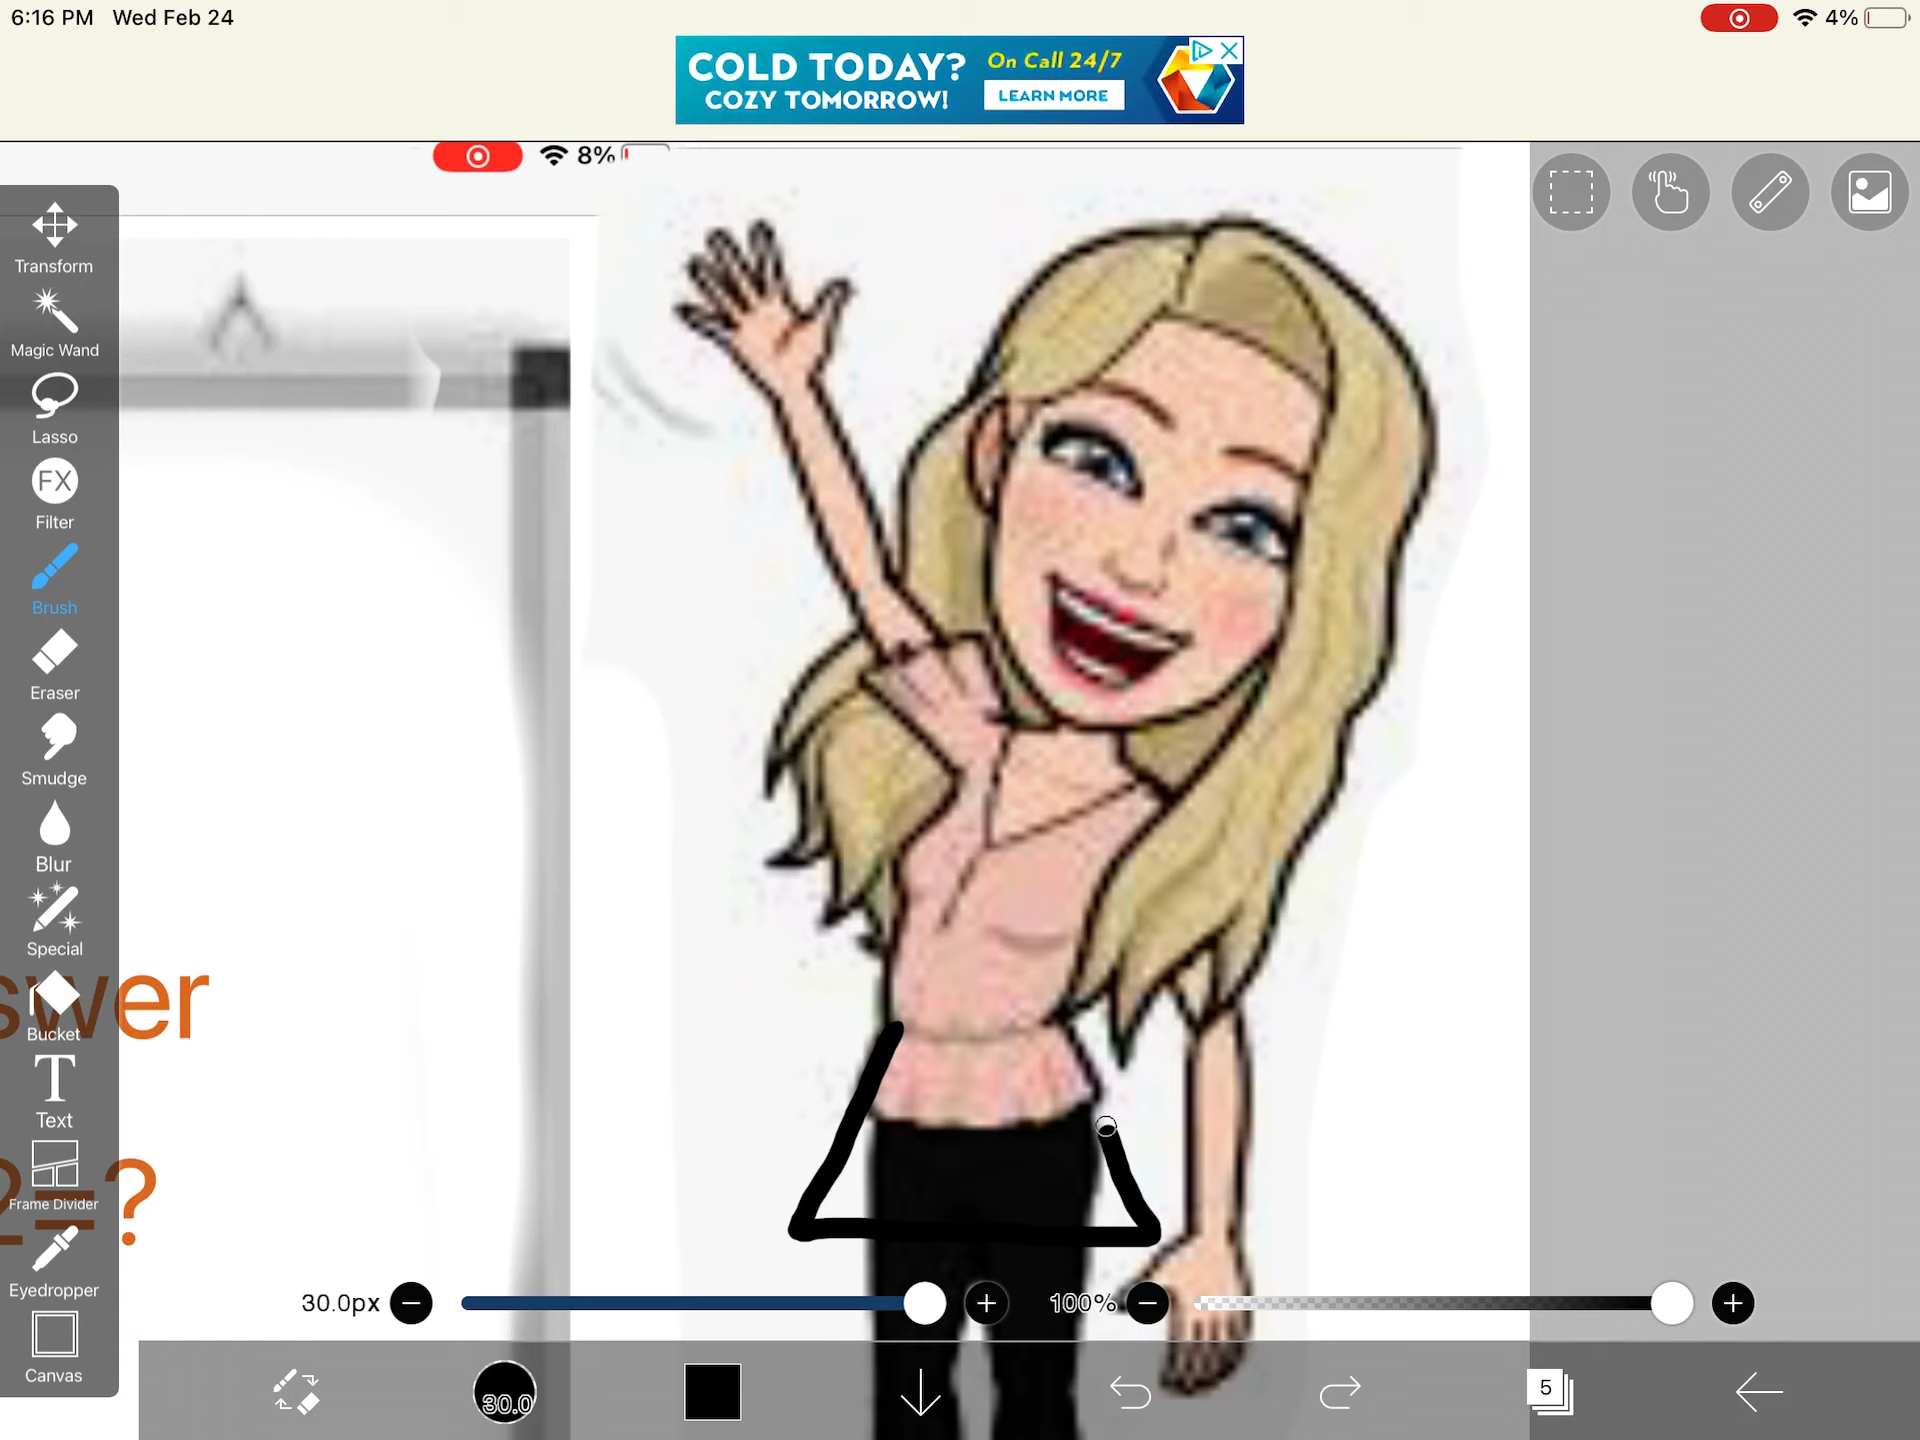 6:16 PM Wed Feb 24
4%
COLD TODAY?
COZY TOMORROW!
On Call 24/7
LEARN MORE
8%
Transform
Magic Wand
Lasso
FX
Filter
Brush
Eraser
Smudge
Blur
Special
swer
Bucket
T
Text
2=?
Frame Divider
Eyedropper
Canvas
30.0px
100%
30.0
5